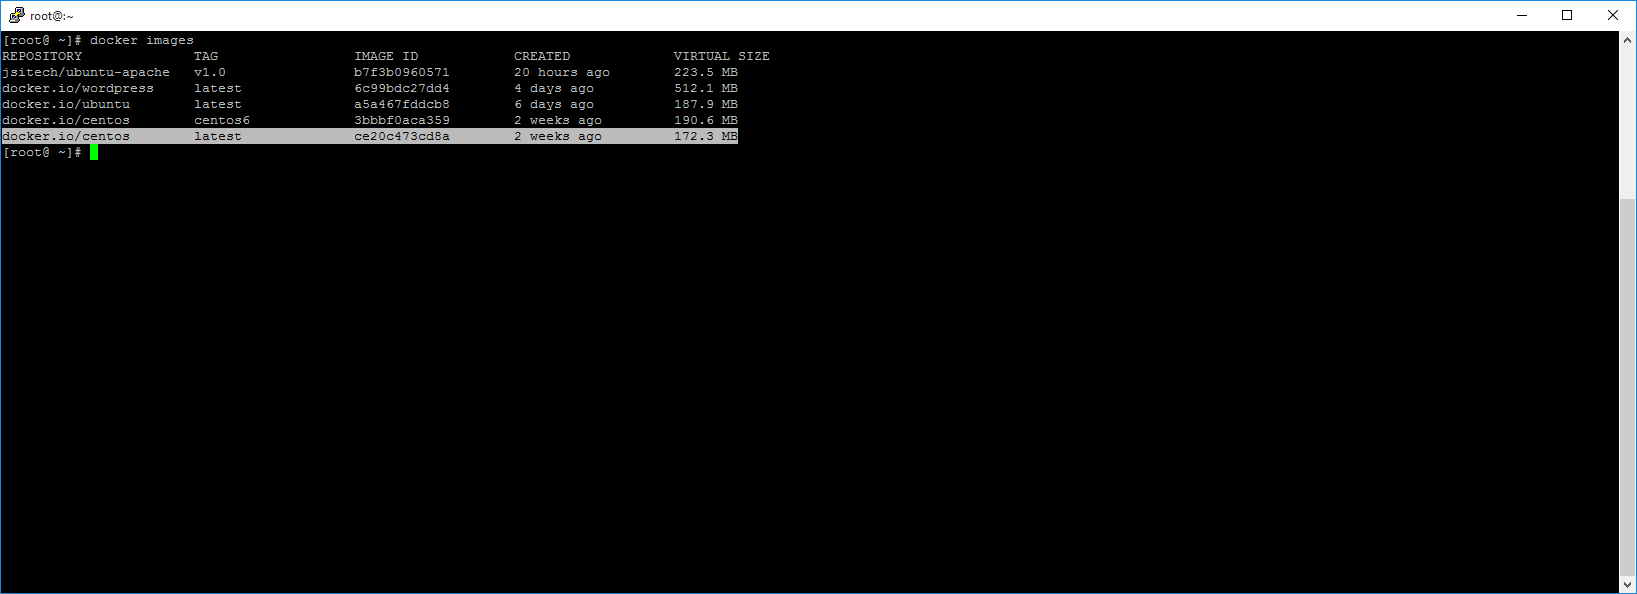 root@:~
[root@ ~]# docker images
REPOSITORY TAG IMAGE ID CREATED VIRTUAL SIZE
jsitech/ubuntu-apache v1.0 b7f3b0960571 20 hours ago 223.5 MB
docker.io/wordpress latest 6c99bdc27dd4 4 days ago 512.1 MB
docker.io/ubuntu latest a5a467fddcb8 6 days ago 187.9 MB
docker.io/centos centos6 3bbbf0aca359 2 weeks ago 190.6 MB
docker.io/centos latest ce20c473cd8a 2 weeks ago 172.3 MB
[root@ ~]#